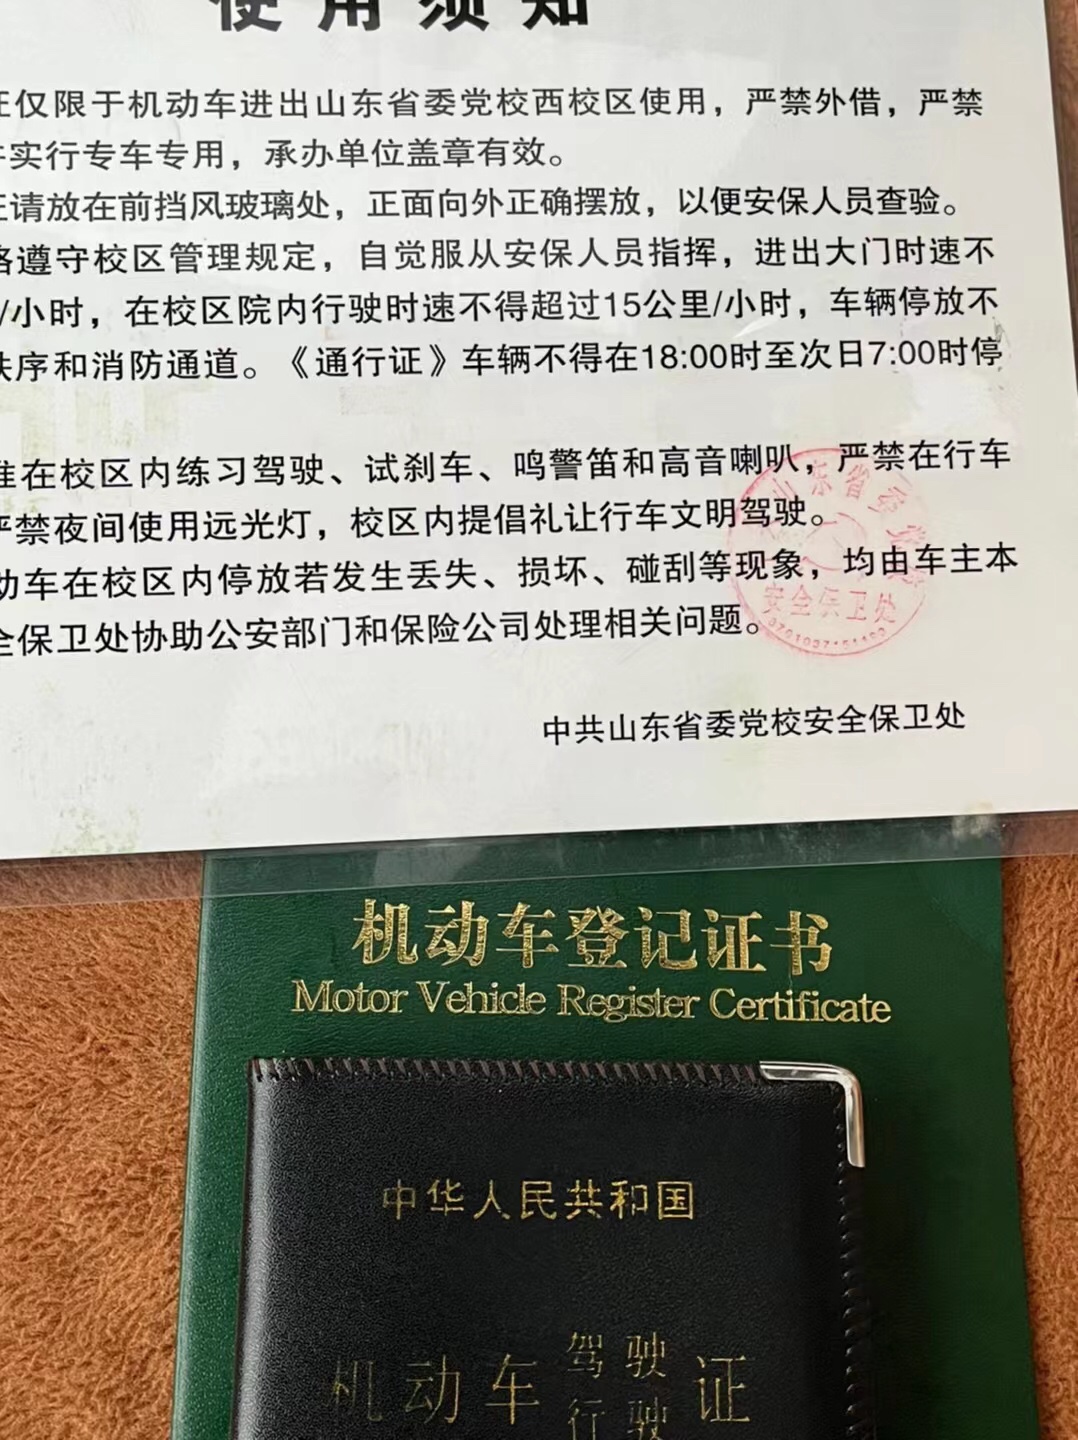 使用须知
证仅限于机动车进出山东省委党校西校区使用，严禁外借，严禁
实行专车专用，承办单位盖章有效。
证请放在前挡风玻璃处，正面向外正确摆放，以便安保人员查验。
格遵守校区管理规定，自觉服从安保人员指挥，进出大门时速不
/小时，在校区院内行驶时速不得超过15公里/小时，车辆停放不
秩序和消防通道。《通行证》车辆不得在18:00时至次日7:00时停
准在校区内练习驾驶、试刹车、鸣警笛和高音喇叭，严禁在行车
严禁夜间使用远光灯，校区内提倡礼让行车文明驾驶。
动车在校区内停放若发生丢失、损坏、碰刮等现象，均由车主本
全保卫处协助公安部门和保险公司处理相关问题。
山东省委党
安全保卫处
中共山东省委党校安全保卫处
机动车登记证书
Motor Vehicle Register Certificate
中华人民共和国
机动车驾驶行驶证